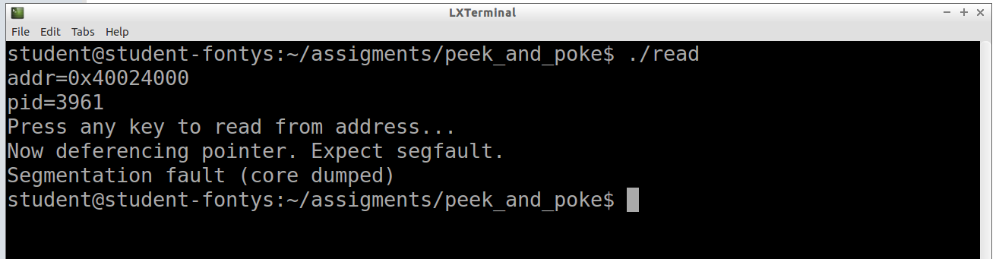 LXTerminal
File Edit Tabs Help
student@student-fontys:~/assigments/peek_and_poke$ ./read
addr=0x40024000
pid=3961
Press any key to read from address...
Now deferencing pointer. Expect segfault.
Segmentation fault (core dumped)
student@student-fontys:~/assigments/peek_and_poke$